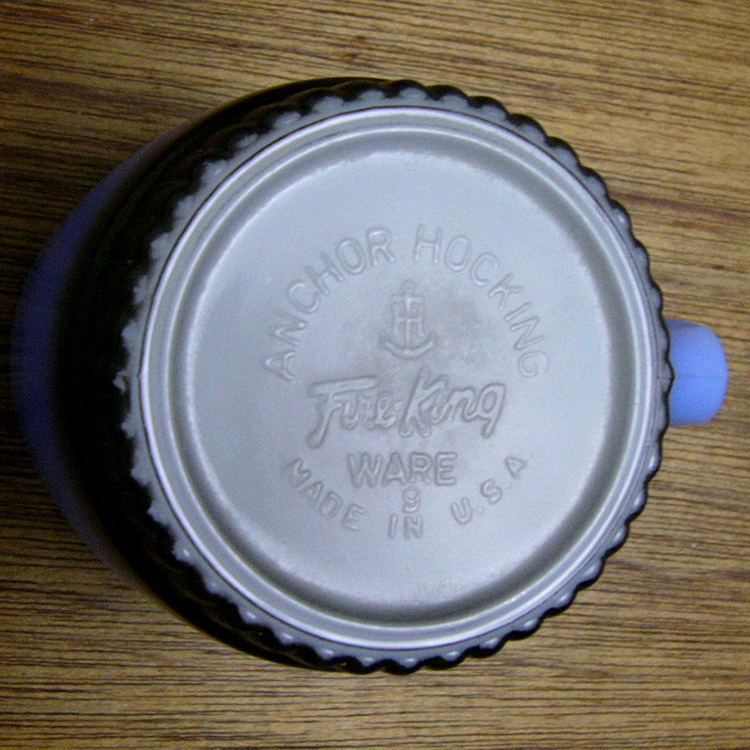 ANCHOR HOCKING
H
Fire-King
WARE
9
MADE IN U.S.A.